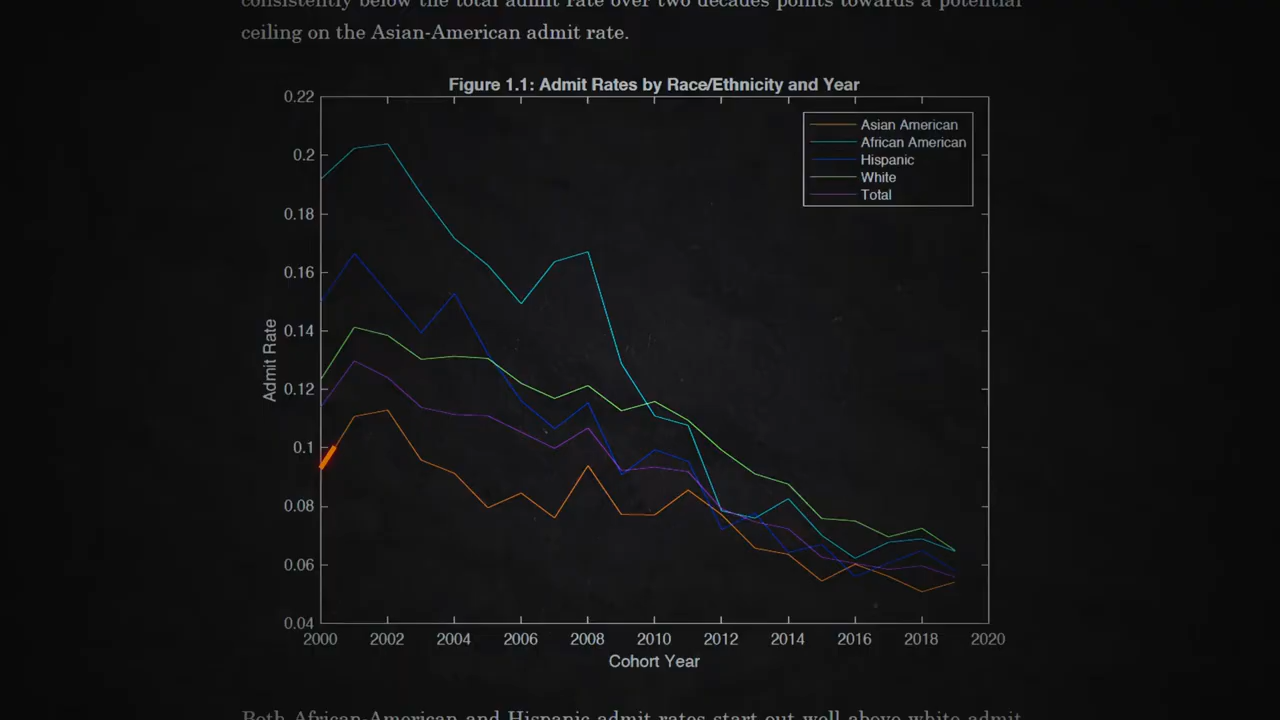 consistently below the total admit rate over two decades points towards a potential
ceiling on the Asian-American admit rate.
Figure 1.1: Admit Rates by Race/Ethnicity and Year
0.22
0.2
0.18
0.16
0.14
0.12
0.1
0.08
0.06
0.04
Admit Rate
Asian American
African American
Hispanic
White
Total
2000 2002 2004 2006 2008 2010 2012 2014 2016 2018 2020
Cohort Year
Both African-American and Hispanic admit rates start out well above white admit